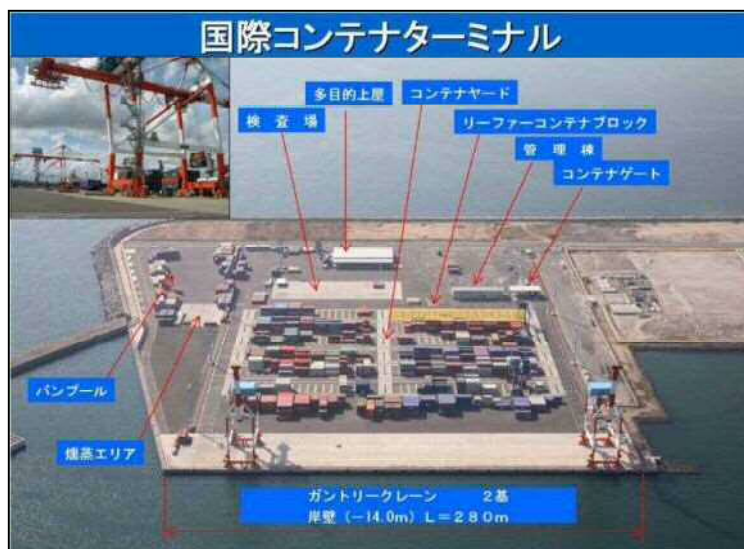 国際コンテナターミナル
多目的上屋
コンテナヤード
検 査 場
リーファーコンテナブロック
管 理 棟
コンテナゲート
バンプール
燻蒸エリア
ガントリークレーン 2基
岸壁（−14.0m）L＝280m